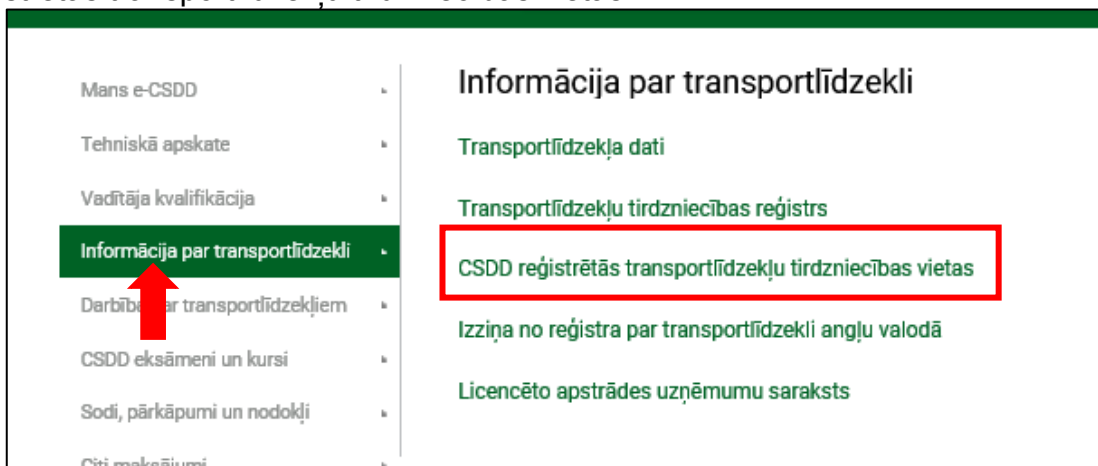 Mans e-CSDD
Tehniskā apskate
Vadītāja kvalifikācija
Informācija par transportlīdzekli
transportlīdzekļiem
CSDD eksāmeni un kursi
Sodi, pārkāpumi un nodokļi
Citi maksājumi
Informācija par transportlīdzekli
Transportlīdzekļa dati
Transportlīdzekļu tirdzniecības reģistrs
CSDD reģistrētās transportlīdzekļu tirdzniecības vietas
Izziņa no reģistra par transportlīdzekli angļu valodā
Licencēto apstrādes uzņēmumu saraksts